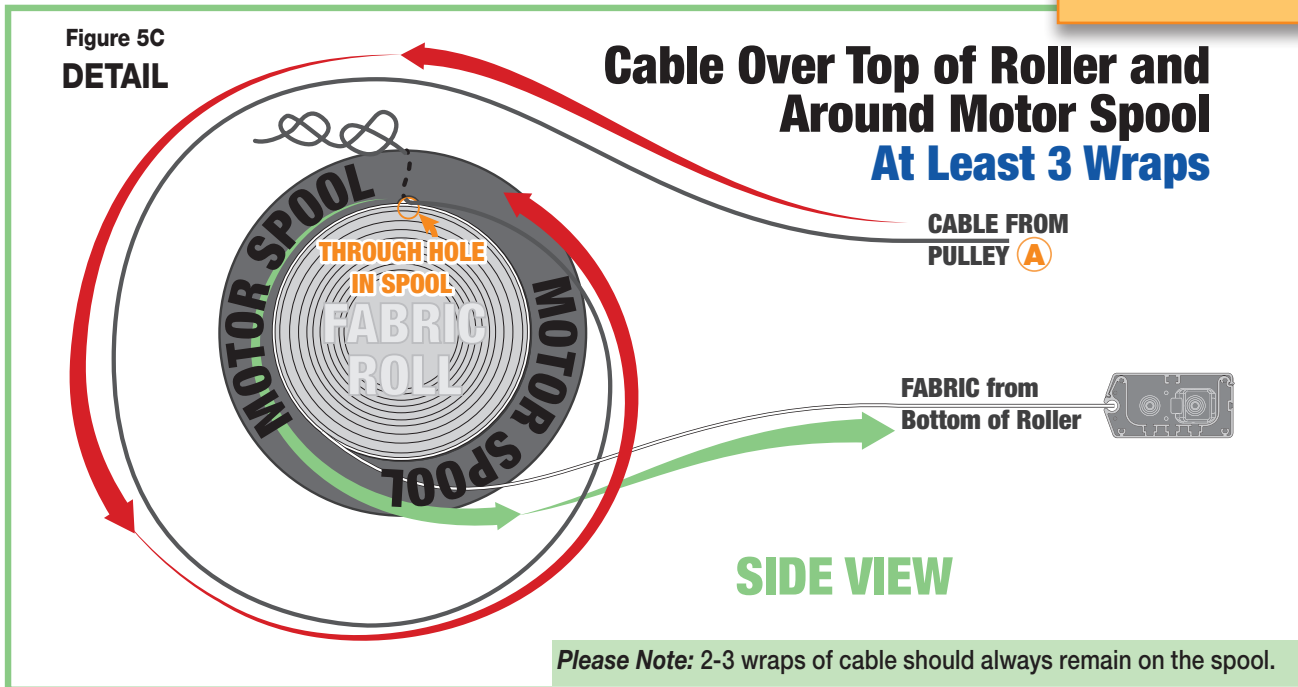 Figure 5C
DETAIL
Cable Over Top of Roller and
Around Motor Spool
At Least 3 Wraps
CABLE FROM
PULLEY A
MOTOR SPOOL
THROUGH HOLE
IN SPOOL
FABRIC
ROLL
MOTOR SPOOL
FABRIC from
Bottom of Roller
SIDE VIEW
Please Note: 2-3 wraps of cable should always remain on the spool.